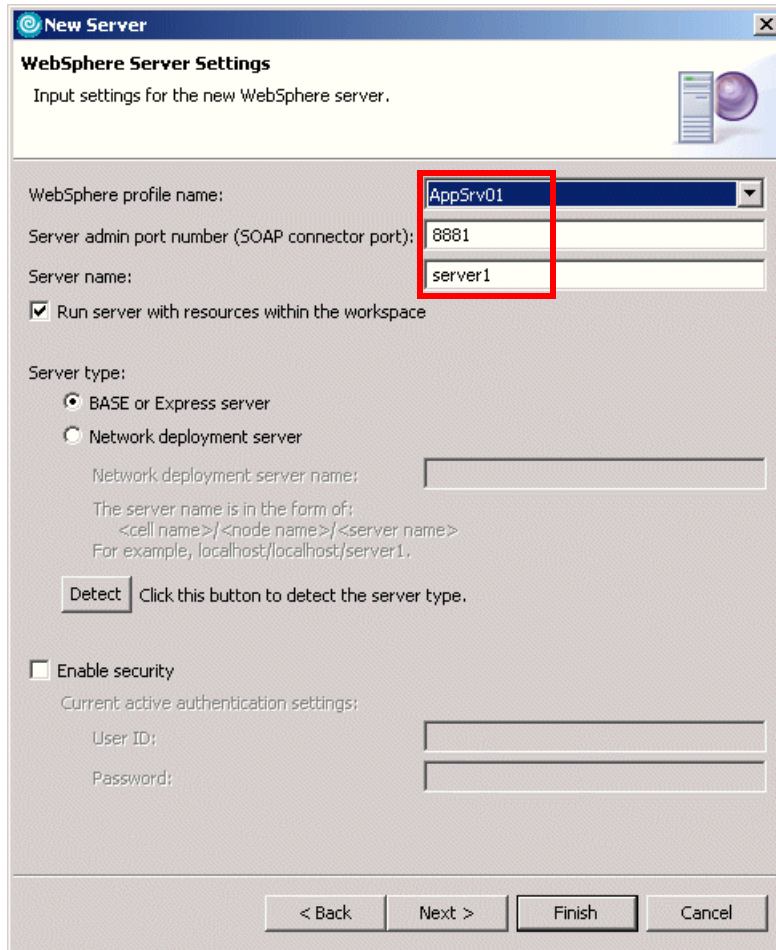 New Server
WebSphere Server Settings
Input settings for the new WebSphere server.
WebSphere profile name: AppSrv01
Server admin port number (SOAP connector port): 8881
Server name: server1
Run server with resources within the workspace
Server type:
BASE or Express server
Network deployment server
Network deployment server name:
The server name is in the form of:
<cell name>/<node name>/<server name>
For example, localhost/localhost/server1.
Detect Click this button to detect the server type.
Enable security
Current active authentication settings:
User ID:
Password:
< Back Next > Finish Cancel